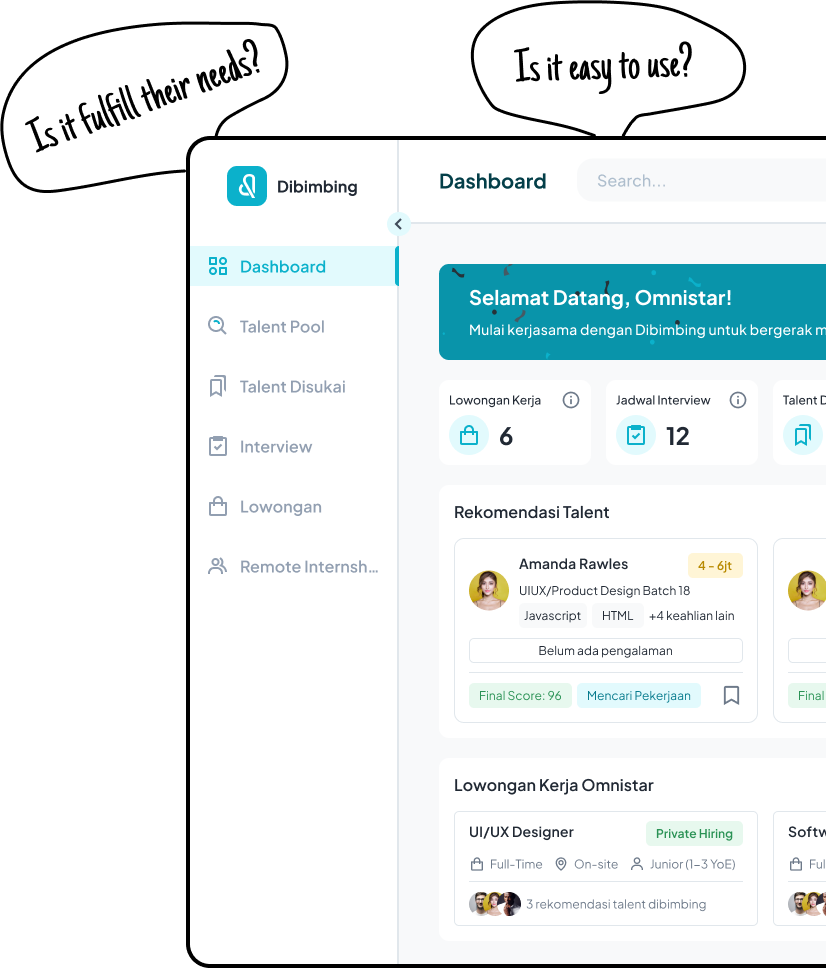 Is it fulfill their needs?
Is it easy to use?
Dibimbing
Dashboard
Talent Pool
Talent Disukai
Interview
Lowongan
Remote Internsh...
Dashboard
Search...
Selamat Datang, Omnistar!
Mulai kerjasama dengan Dibimbing untuk bergerak m
Lowongan Kerja
6
Jadwal Interview
12
Talent D
Rekomendasi Talent
Amanda Rawles
4 - 6jt
UIUX/Product Design Batch 18
Javascript HTML +4 keahlian lain
Belum ada pengalaman
Final Score: 96 Mencari Pekerjaan
Final
Lowongan Kerja Omnistar
UI/UX Designer
Private Hiring
Full-Time On-site Junior (1-3 YoE)
3 rekomendasi talent dibimbing
Softw
Ful